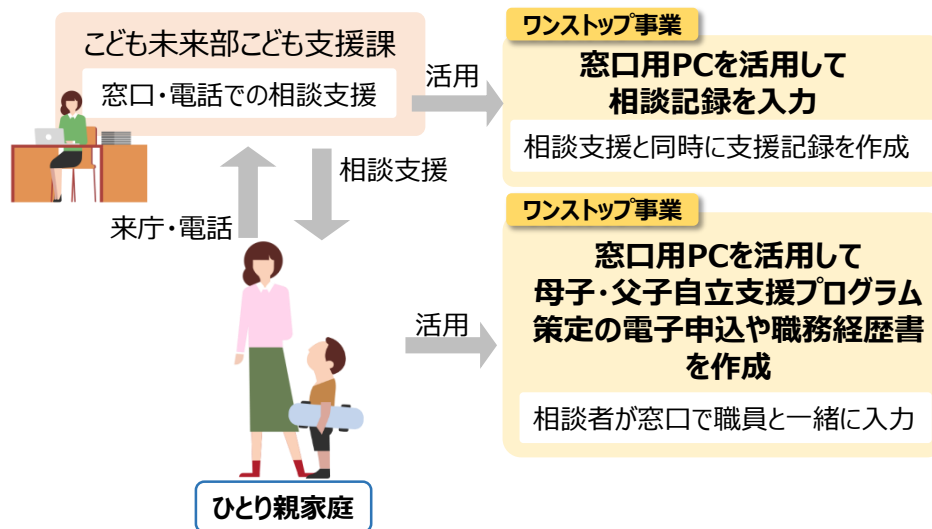 こども未来部こども支援課
窓口・電話での相談支援
活用
ワンストップ事業
窓口用PCを活用して
相談記録を入力
相談支援と同時に支援記録を作成
相談支援
来庁・電話
活用
ワンストップ事業
窓口用PCを活用して
母子・父子自立支援プログラム
策定の電子申込や職務経歴書
を作成
相談者が窓口で職員と一緒に入力
ひとり親家庭